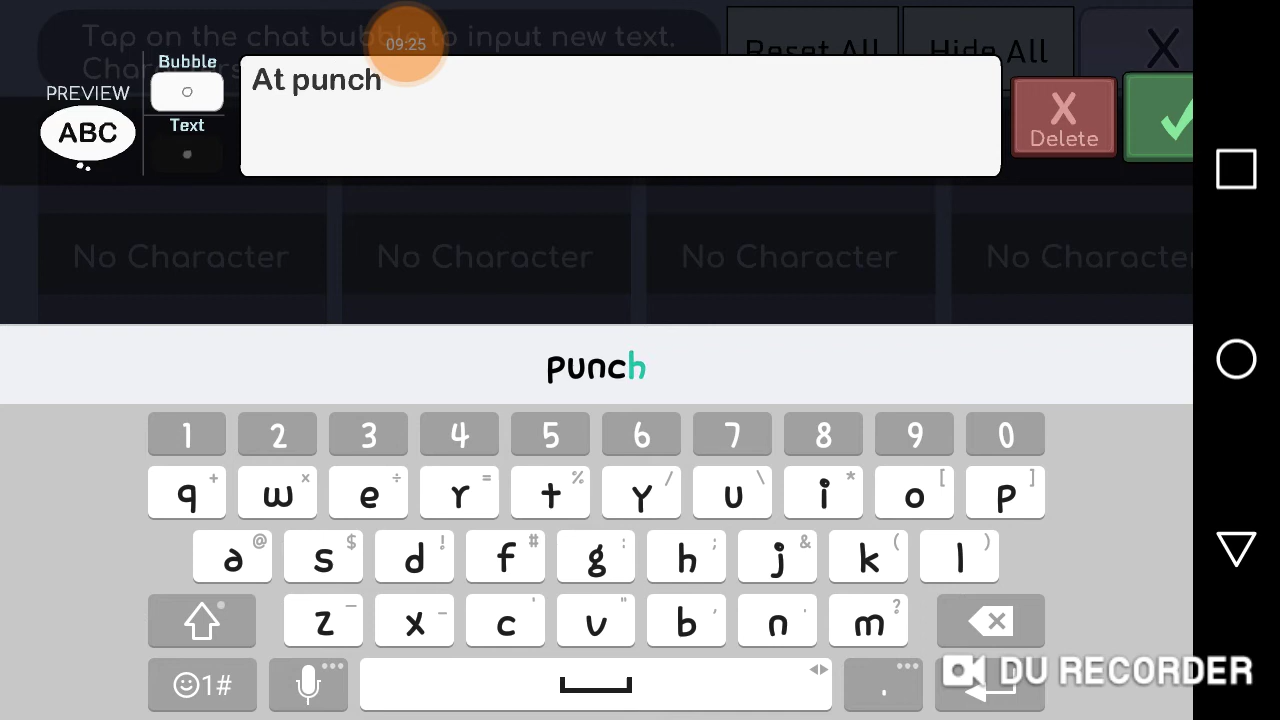 Tap on the chat bubble to input new text.
Characters
Reset All
Hide All
X
09:25
PREVIEW
ABC
Bubble
Text
At punch
X
Delete
No Character
No Character
No Character
No Character
punch
1 2 3 4 5 6 7 8 9 0
q + w × e ÷ r = t % y / u \ i * o [ p ]
a @ s $ d ! f # g : h ; j & k ( l )
z – x - c ' v " b , n . m ?
1# .
DU RECORDER